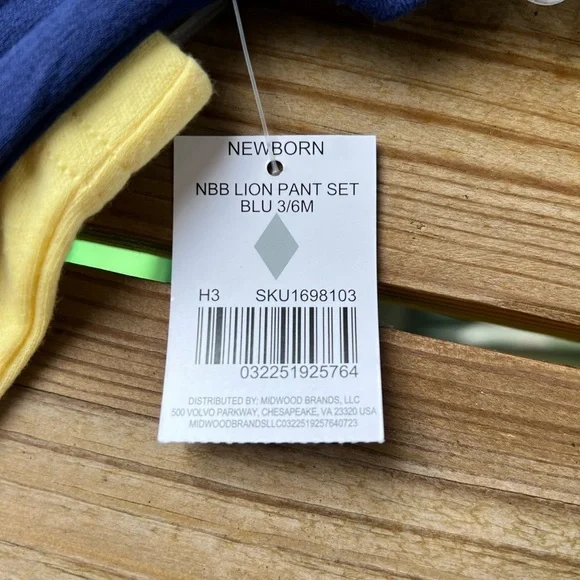 NEWBORN
NBB LION PANT SET
BLU 3/6M
H3 SKU1698103
032251925764
DISTRIBUTED BY: MIDWOOD BRANDS, LLC
500 VOLVO PARKWAY, CHESAPEAKE, VA 23320 USA
MIDWOODBRANDSLLC0322519257640723